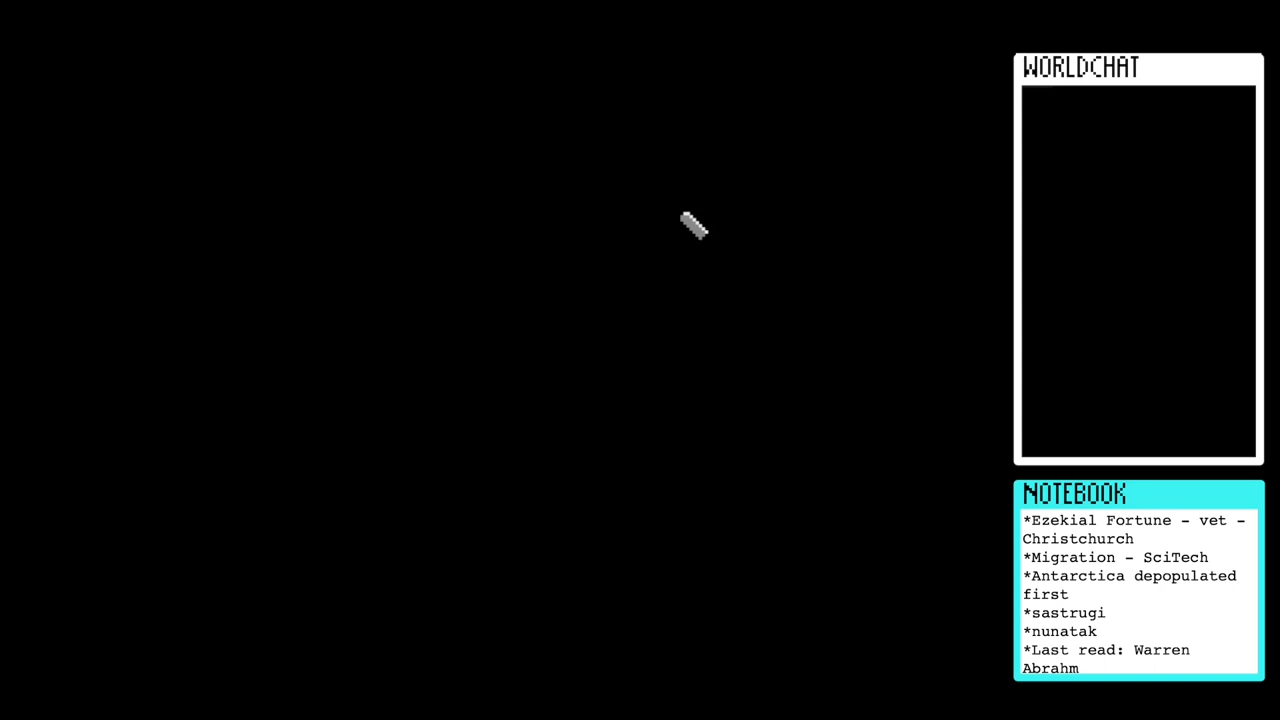 WORLDCHAT
NOTEBOOK
*Ezekial Fortune - vet -
Christchurch
*Migration - SciTech
*Antarctica depopulated
first
*sastrugi
*nunatak
*Last read: Warren
Abrahm